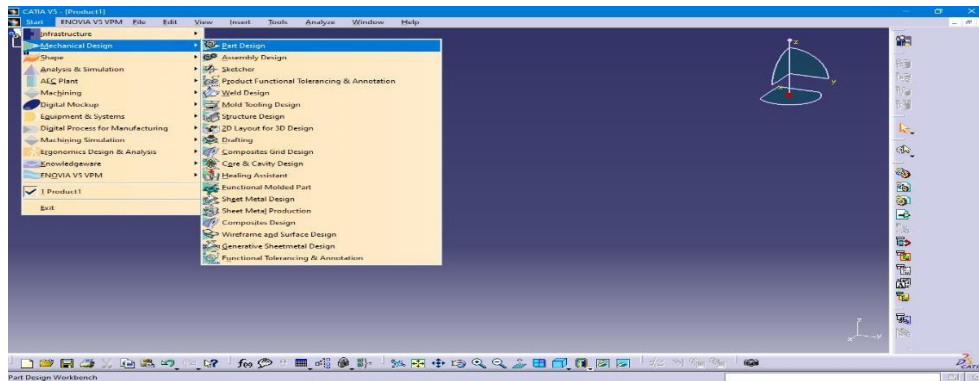 CATIA V5 - [Product1]
Start ENOVIA V5 VPM File Edit View Insert Tools Analyze Window Help
Infrastructure
Mechanical Design
Shape
Analysis & Simulation
AEC Plant
Machining
Digital Mockup
Equipment & Systems
Digital Process for Manufacturing
Machining Simulation
Ergonomics Design & Analysis
Knowledgeware
ENOVIA V5 VPM
1 Product1
Exit
Part Design
Assembly Design
Sketcher
Product Functional Tolerancing & Annotation
Weld Design
Mold Tooling Design
Structure Design
2D Layout for 3D Design
Drafting
Composites Grid Design
Core & Cavity Design
Healing Assistant
Functional Molded Part
Sheet Metal Design
Sheet Metal Production
Composites Design
Wireframe and Surface Design
Generative Sheetmetal Design
Functional Tolerancing & Annotation
z
y
x
z
y
f(x)
Part Design Workbench